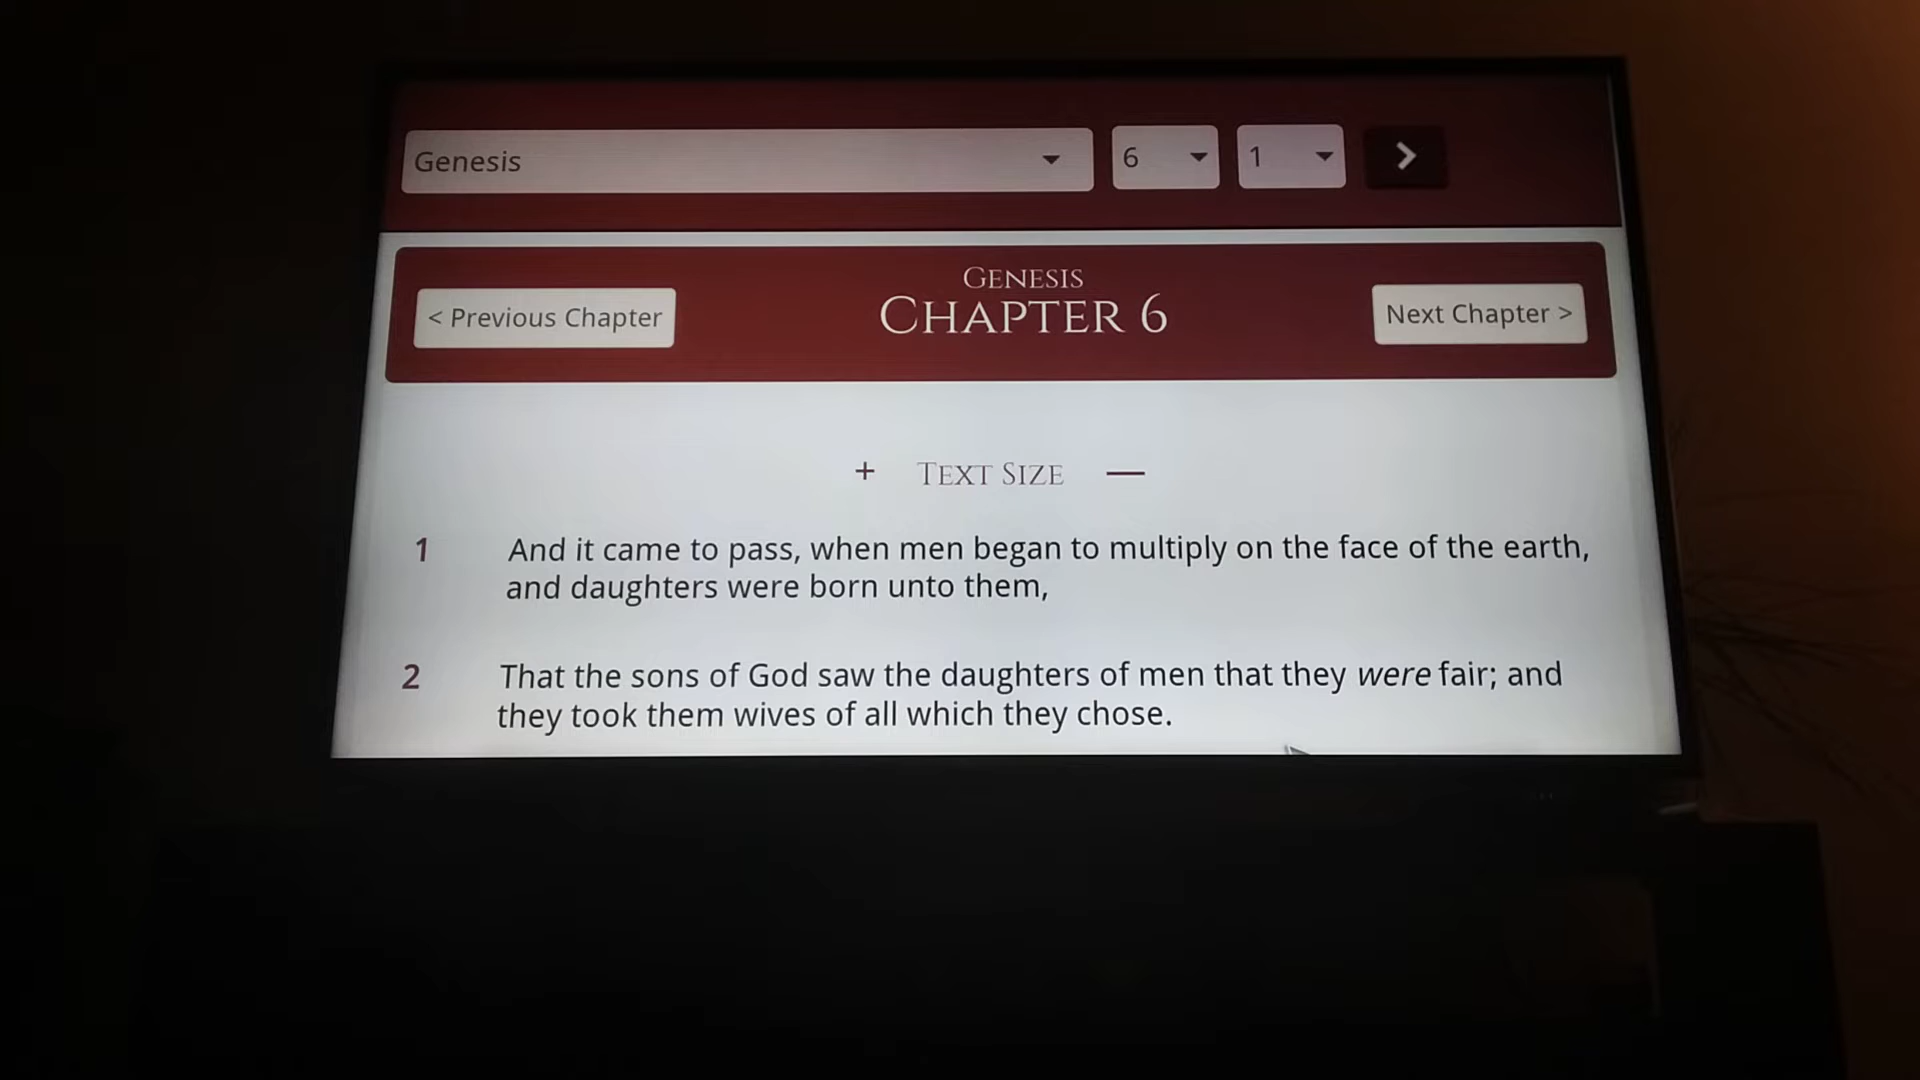 Genesis 6 1
GENESIS
< Previous Chapter CHAPTER 6 Next Chapter >
+ TEXT SIZE —
1 And it came to pass, when men began to multiply on the face of the earth,
and daughters were born unto them,
2 That the sons of God saw the daughters of men that they were fair; and
they took them wives of all which they chose.